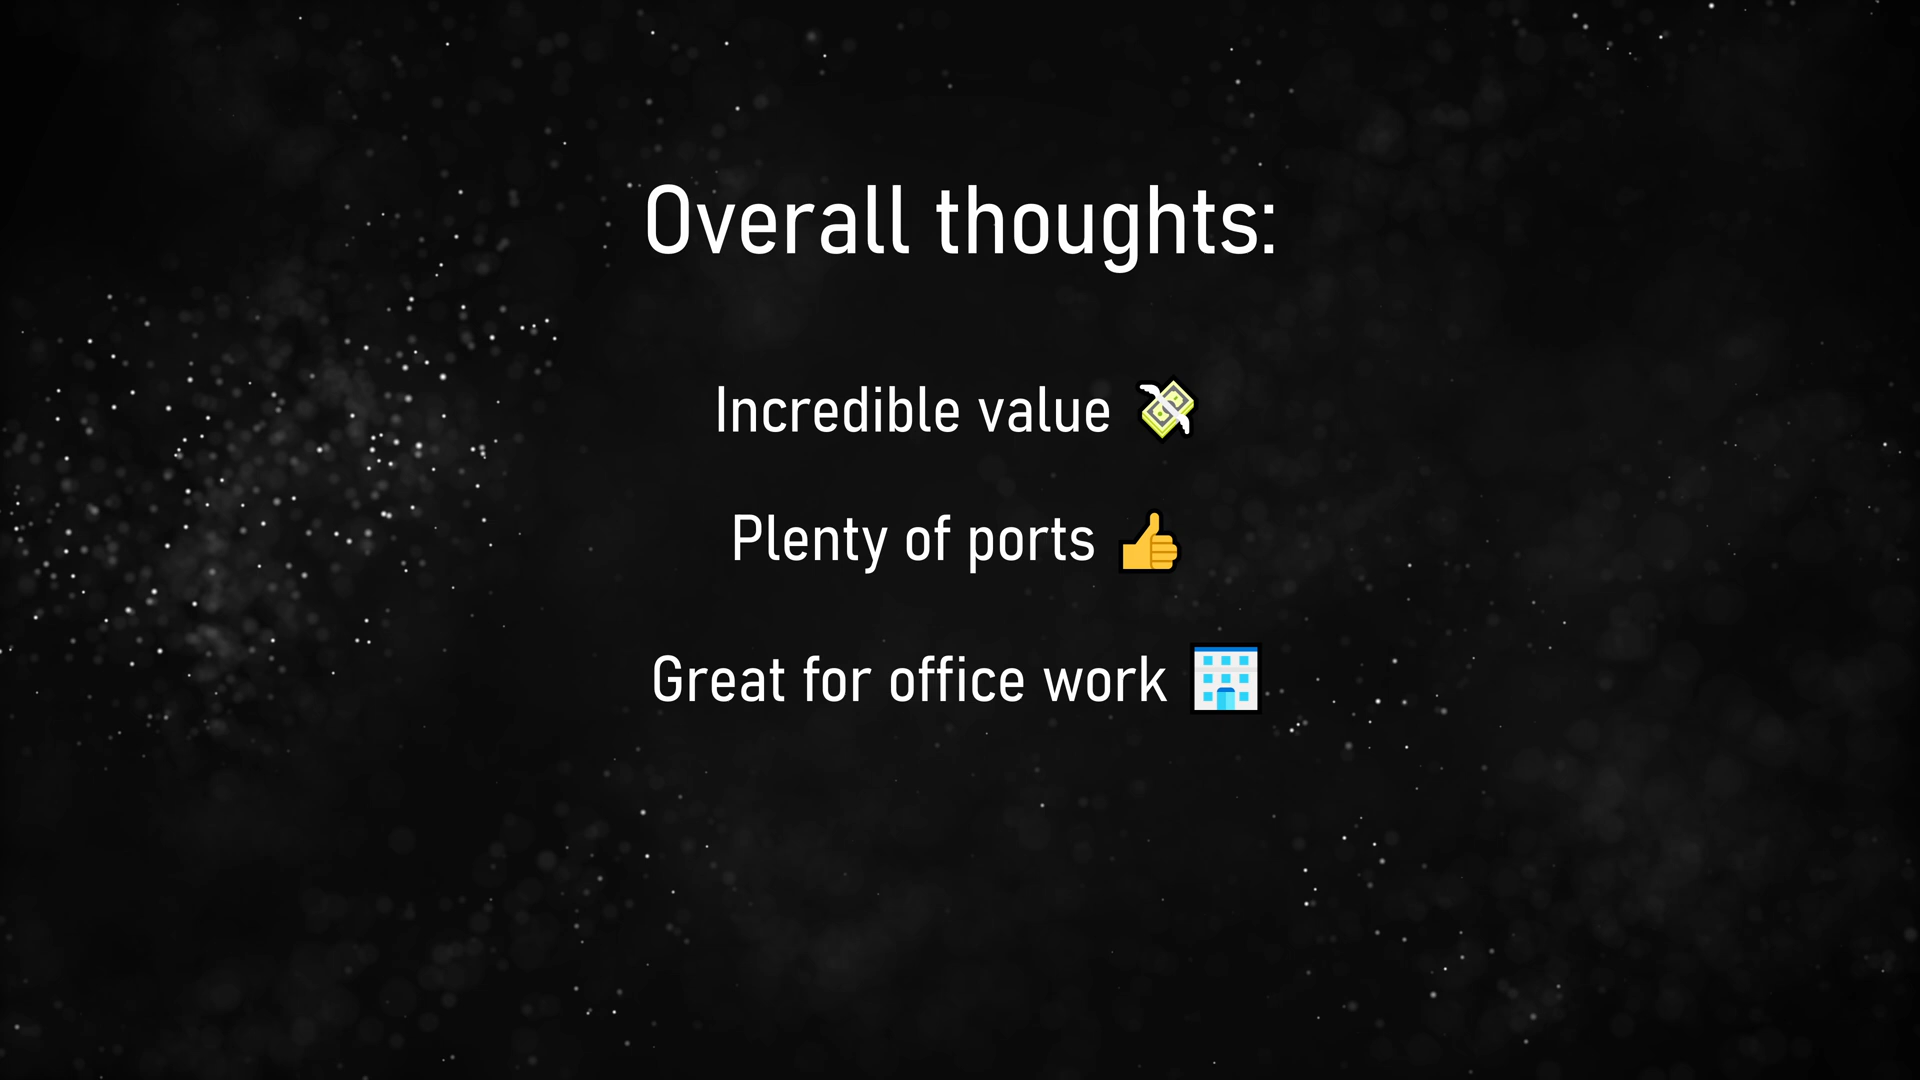 Overall thoughts:
Incredible value 💸
Plenty of ports 👍
Great for office work 🏢